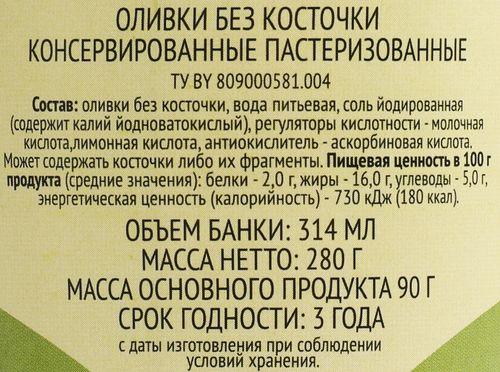 ОЛИВКИ БЕЗ КОСТОЧКИ
КОНСЕРВИРОВАННЫЕ ПАСТЕРИЗОВАННЫЕ
ТУ BY 809000581.004
Состав: оливки без косточки, вода питьевая, соль йодированная
(содержит калий йодноватокислый), регуляторы кислотности - молочная
кислота,лимонная кислота, антиокислитель - аскорбиновая кислота.
Может содержать косточки либо их фрагменты. Пищевая ценность в 100 г
продукта (средние значения): белки - 2,0 г, жиры - 16,0 г, углеводы - 5,0 г,
энергетическая ценность (калорийность) - 730 кДж (180 ккал).
ОБЪЕМ БАНКИ: 314 МЛ
МАССА НЕТТО: 280 Г
МАССА ОСНОВНОГО ПРОДУКТА 90 Г
СРОК ГОДНОСТИ: 3 ГОДА
с даты изготовления при соблюдении
условий хранения.